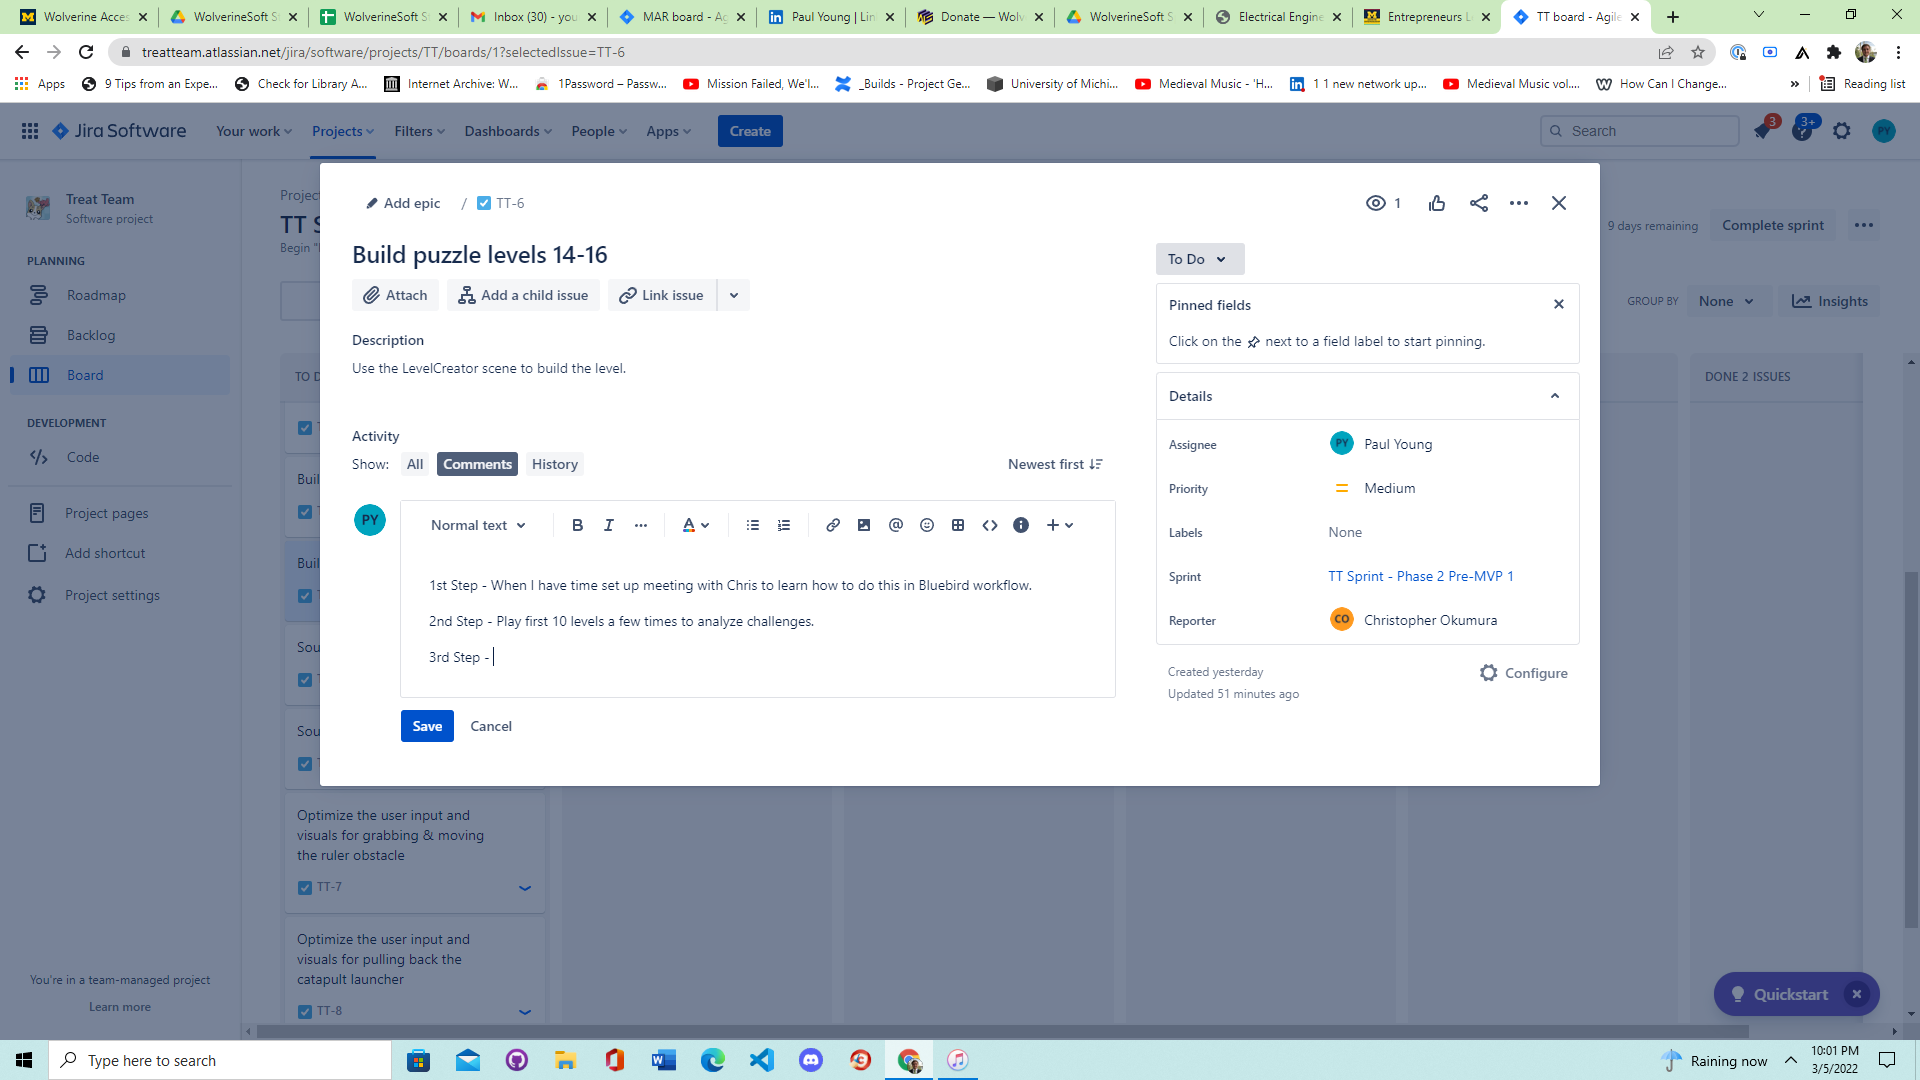 Wolverine Acces
WolverineSoft St
WolverineSoft St
Inbox (30) - you
MAR board - Ag
Paul Young | Lin
Donate — Wolv
WolverineSoft S
Electrical Engine
Entrepreneurs L
TT board - Agile
treatteam.atlassian.net/jira/software/projects/TT/boards/1?selectedIssue=TT-6
Apps
9 Tips from an Expe...
Check for Library A...
Internet Archive: W...
1Password – Passw...
Mission Failed, We'l...
_Builds - Project Ge...
University of Michi...
Medieval Music - 'H...
1 1 new network up...
Medieval Music vol....
How Can I Change...
»
Reading list
Jira Software
Your work
Projects
Filters
Dashboards
People
Apps
Create
Search
3
3+
PY
Treat Team
Software project
PLANNING
Roadmap
Backlog
Board
DEVELOPMENT
Code
Project pages
Add shortcut
Project settings
You're in a team-managed project
Learn more
Project
TT S
Begin "
9 days remaining
Complete sprint
GROUP BY
None
Insights
TO D
DONE 2 ISSUES
Buil
Buil
Sou
Sou
Optimize the user input and
visuals for grabbing & moving
the ruler obstacle
TT-7
Optimize the user input and
visuals for pulling back the
catapult launcher
TT-8
Add epic
/
TT-6
1
Build puzzle levels 14-16
Attach
Add a child issue
Link issue
Description
Use the LevelCreator scene to build the level.
Activity
Show:
All
Comments
History
Newest first
PY
Normal text
B
I
A
1st Step - When I have time set up meeting with Chris to learn how to do this in Bluebird workflow.
2nd Step - Play first 10 levels a few times to analyze challenges.
3rd Step -
Save
Cancel
To Do
Pinned fields
Click on the next to a field label to start pinning.
Details
Assignee
PY
Paul Young
Priority
Medium
Labels
None
Sprint
TT Sprint - Phase 2 Pre-MVP 1
Reporter
CO
Christopher Okumura
Created yesterday
Updated 51 minutes ago
Configure
Quickstart
Type here to search
Raining now
10:01 PM
3/5/2022